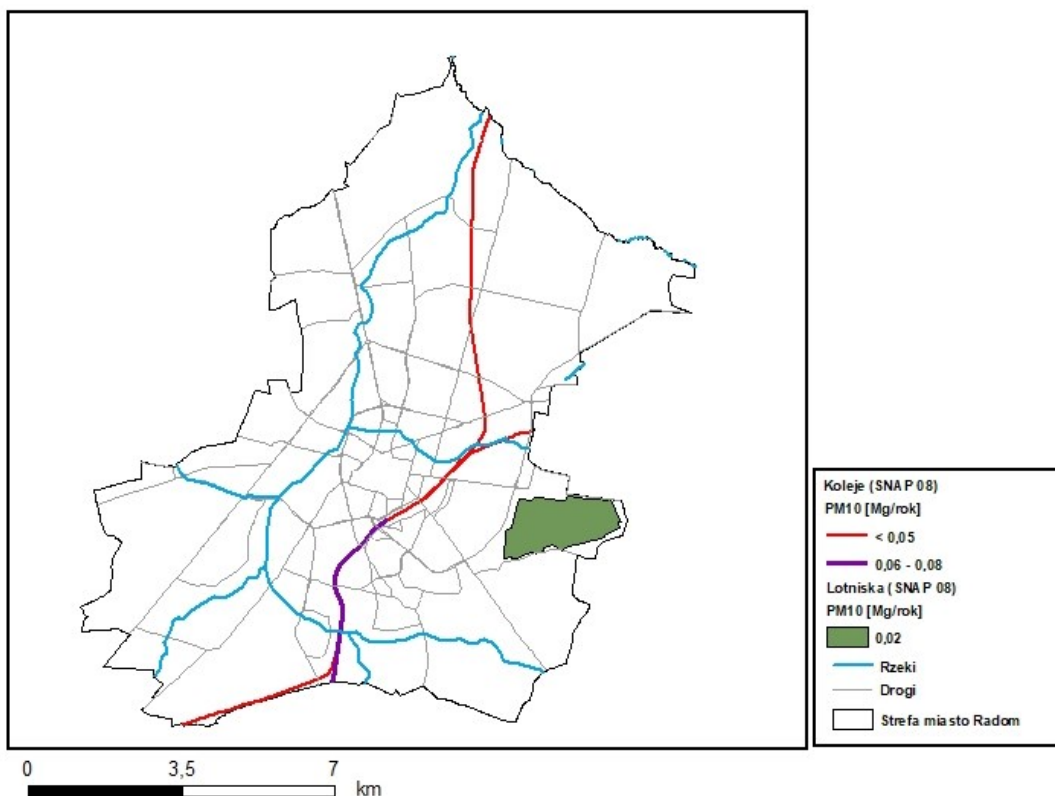 Koleje (SNAP 08)
PM10 [Mg/rok]
< 0,05
0,06 - 0,08
Lotniska (SNAP 08)
PM10 [Mg/rok]
0,02
Rzeki
Drogi
Strefa miasto Radom
0 3,5 7
km